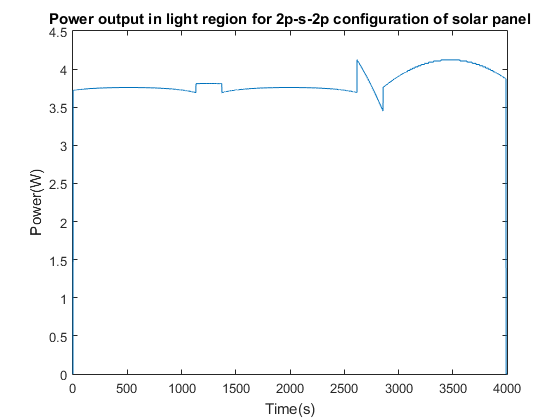 Power output in light region for 2p-s-2p configuration of solar panel
4.5
4
3.5
3
2.5
2
1.5
1
0.5
0
Power(W)
0 500 1000 1500 2000 2500 3000 3500 4000
Time(s)